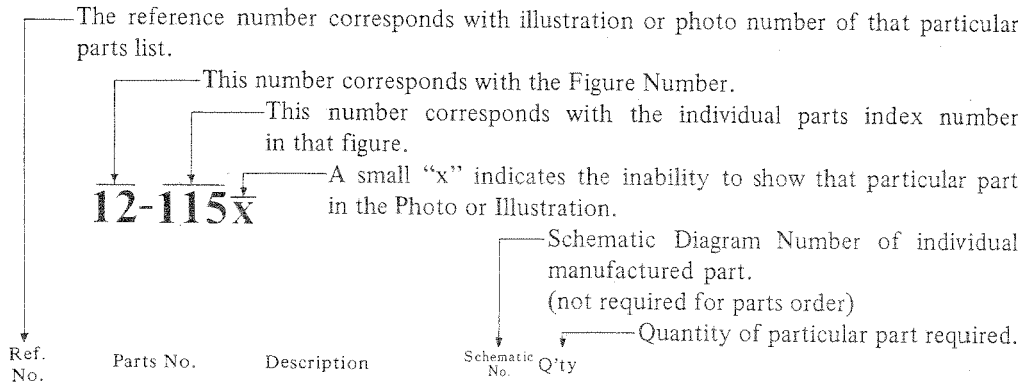 The reference number corresponds with illustration or photo number of that particular
parts list.
This number corresponds with the Figure Number.
This number corresponds with the individual parts index number
in that figure.
A small “x” indicates the inability to show that particular part
in the Photo or Illustration.
12-115x
Schematic Diagram Number of individual
manufactured part.
(not required for parts order)
Quantity of particular part required.
Ref. No.
Parts No.
Description
Schematic No.
Q'ty